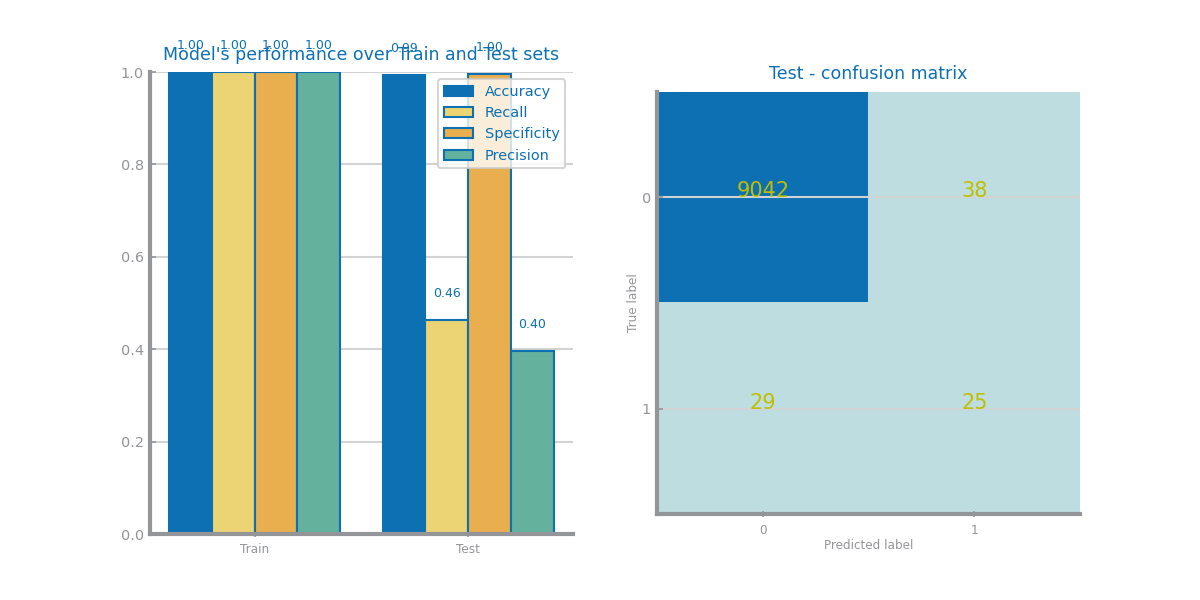 Model's performance over Train and Test sets
1.00 1.00 1.00 1.00 0.99 1.00
0.46
0.40
Accuracy
Recall
Specificity
Precision
1.0
0.8
0.6
0.4
0.2
0.0
Train Test
Test - confusion matrix
True label
0
1
9042 38
29 25
0 1
Predicted label